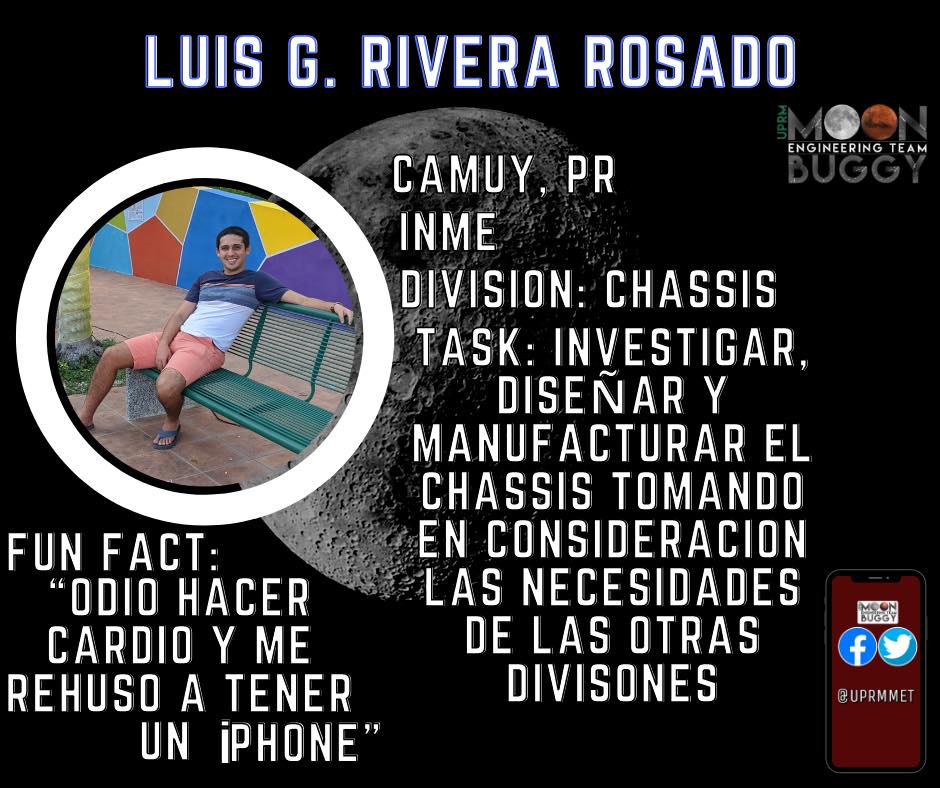 LUIS G. RIVERA ROSADO
UPRM
MOON
ENGINEERING TEAM
BUGGY
CAMUY, PR
INME
DIVISION: CHASSIS
TASK: INVESTIGAR,
DISEÑAR Y
MANUFACTURAR EL
CHASSIS TOMANDO
EN CONSIDERACION
LAS NECESIDADES
DE LAS OTRAS
DIVISONES
FUN FACT:
“ODIO HACER
CARDIO Y ME
REHUSO A TENER
UN iPHONE”
MOON
ENGINEERING TEAM
BUGGY
@UPRMMET